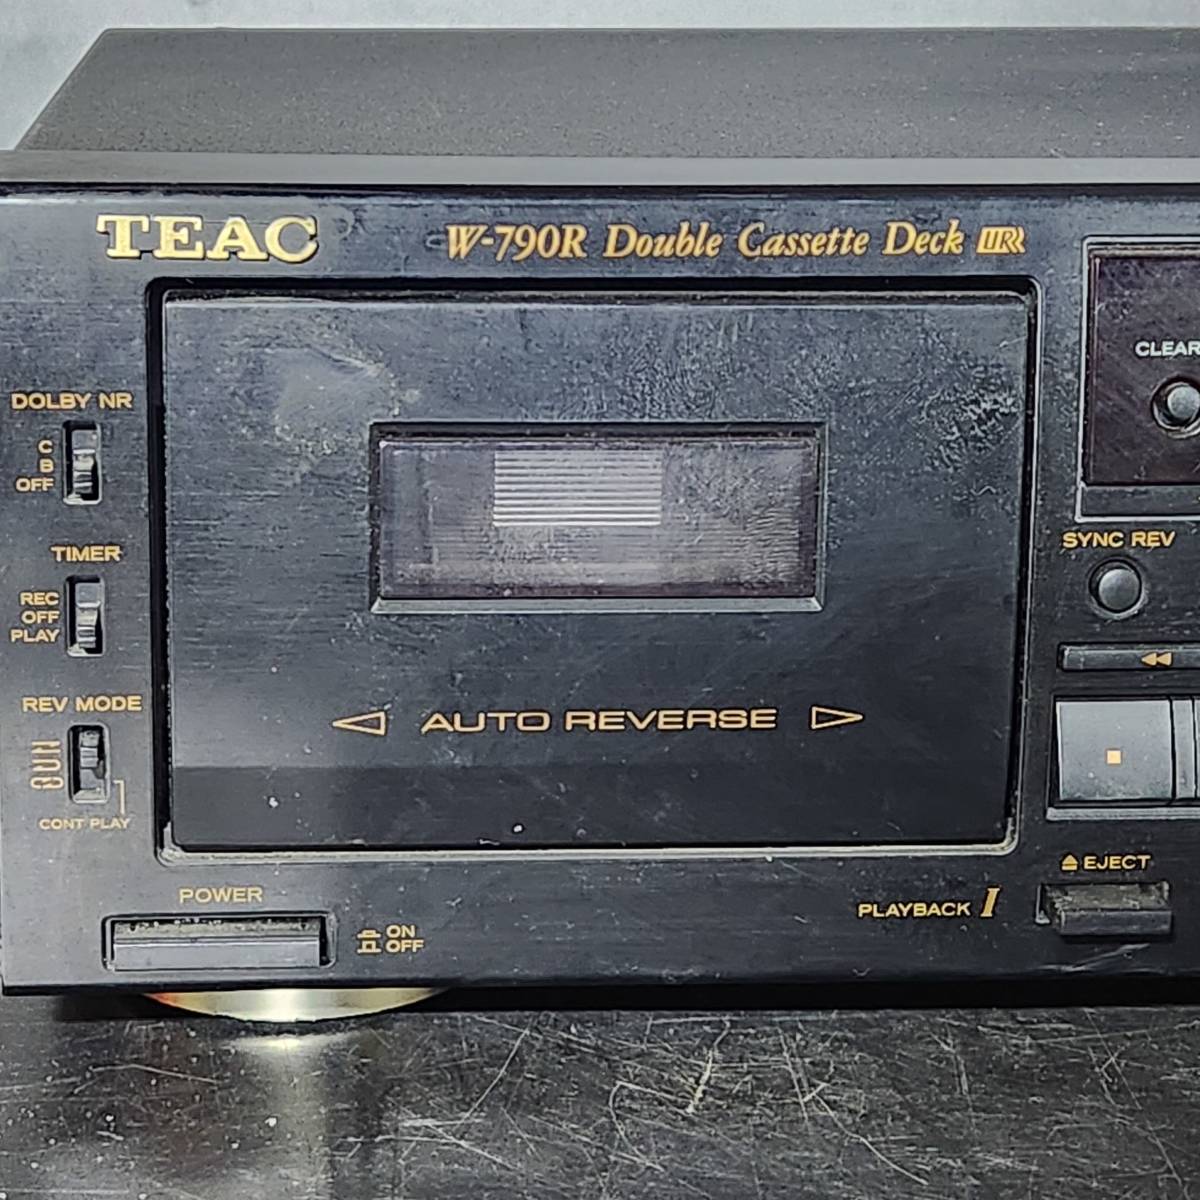 TEAC
W-790R Double Cassette Deck
CLEAR
DOLBY NR
C
B
OFF
SYNC REV
TIMER
REC
OFF
PLAY
REV MODE
CONT PLAY
AUTO REVERSE
EJECT
POWER
ON
OFF
PLAYBACK I